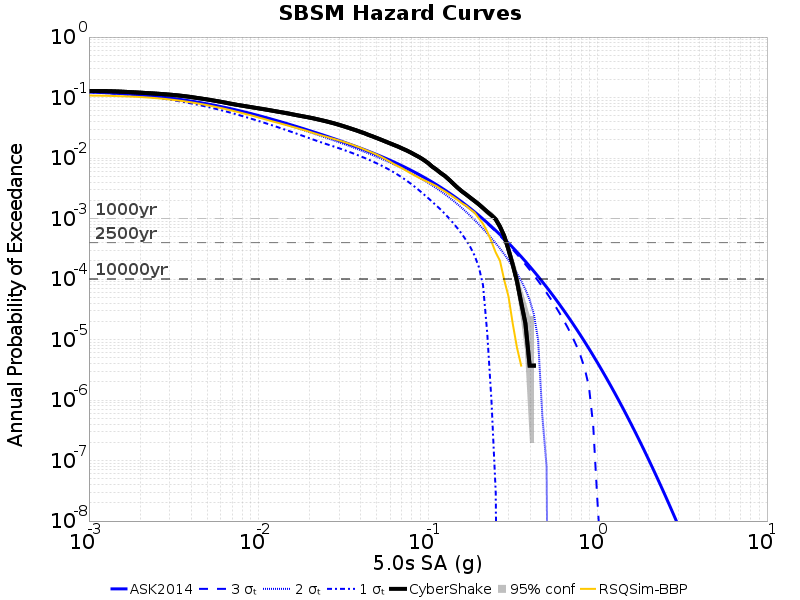 SBSM Hazard Curves
Annual Probability of Exceedance
10^0
10^-1
10^-2
10^-3
10^-4
10^-5
10^-6
10^-7
10^-8
1000yr
2500yr
10000yr
10^-3 10^-2 10^-1 10^0 10^1
5.0s SA (g)
ASK2014 3 σₜ 2 σₜ 1 σₜ CyberShake 95% conf RSQSim-BBP